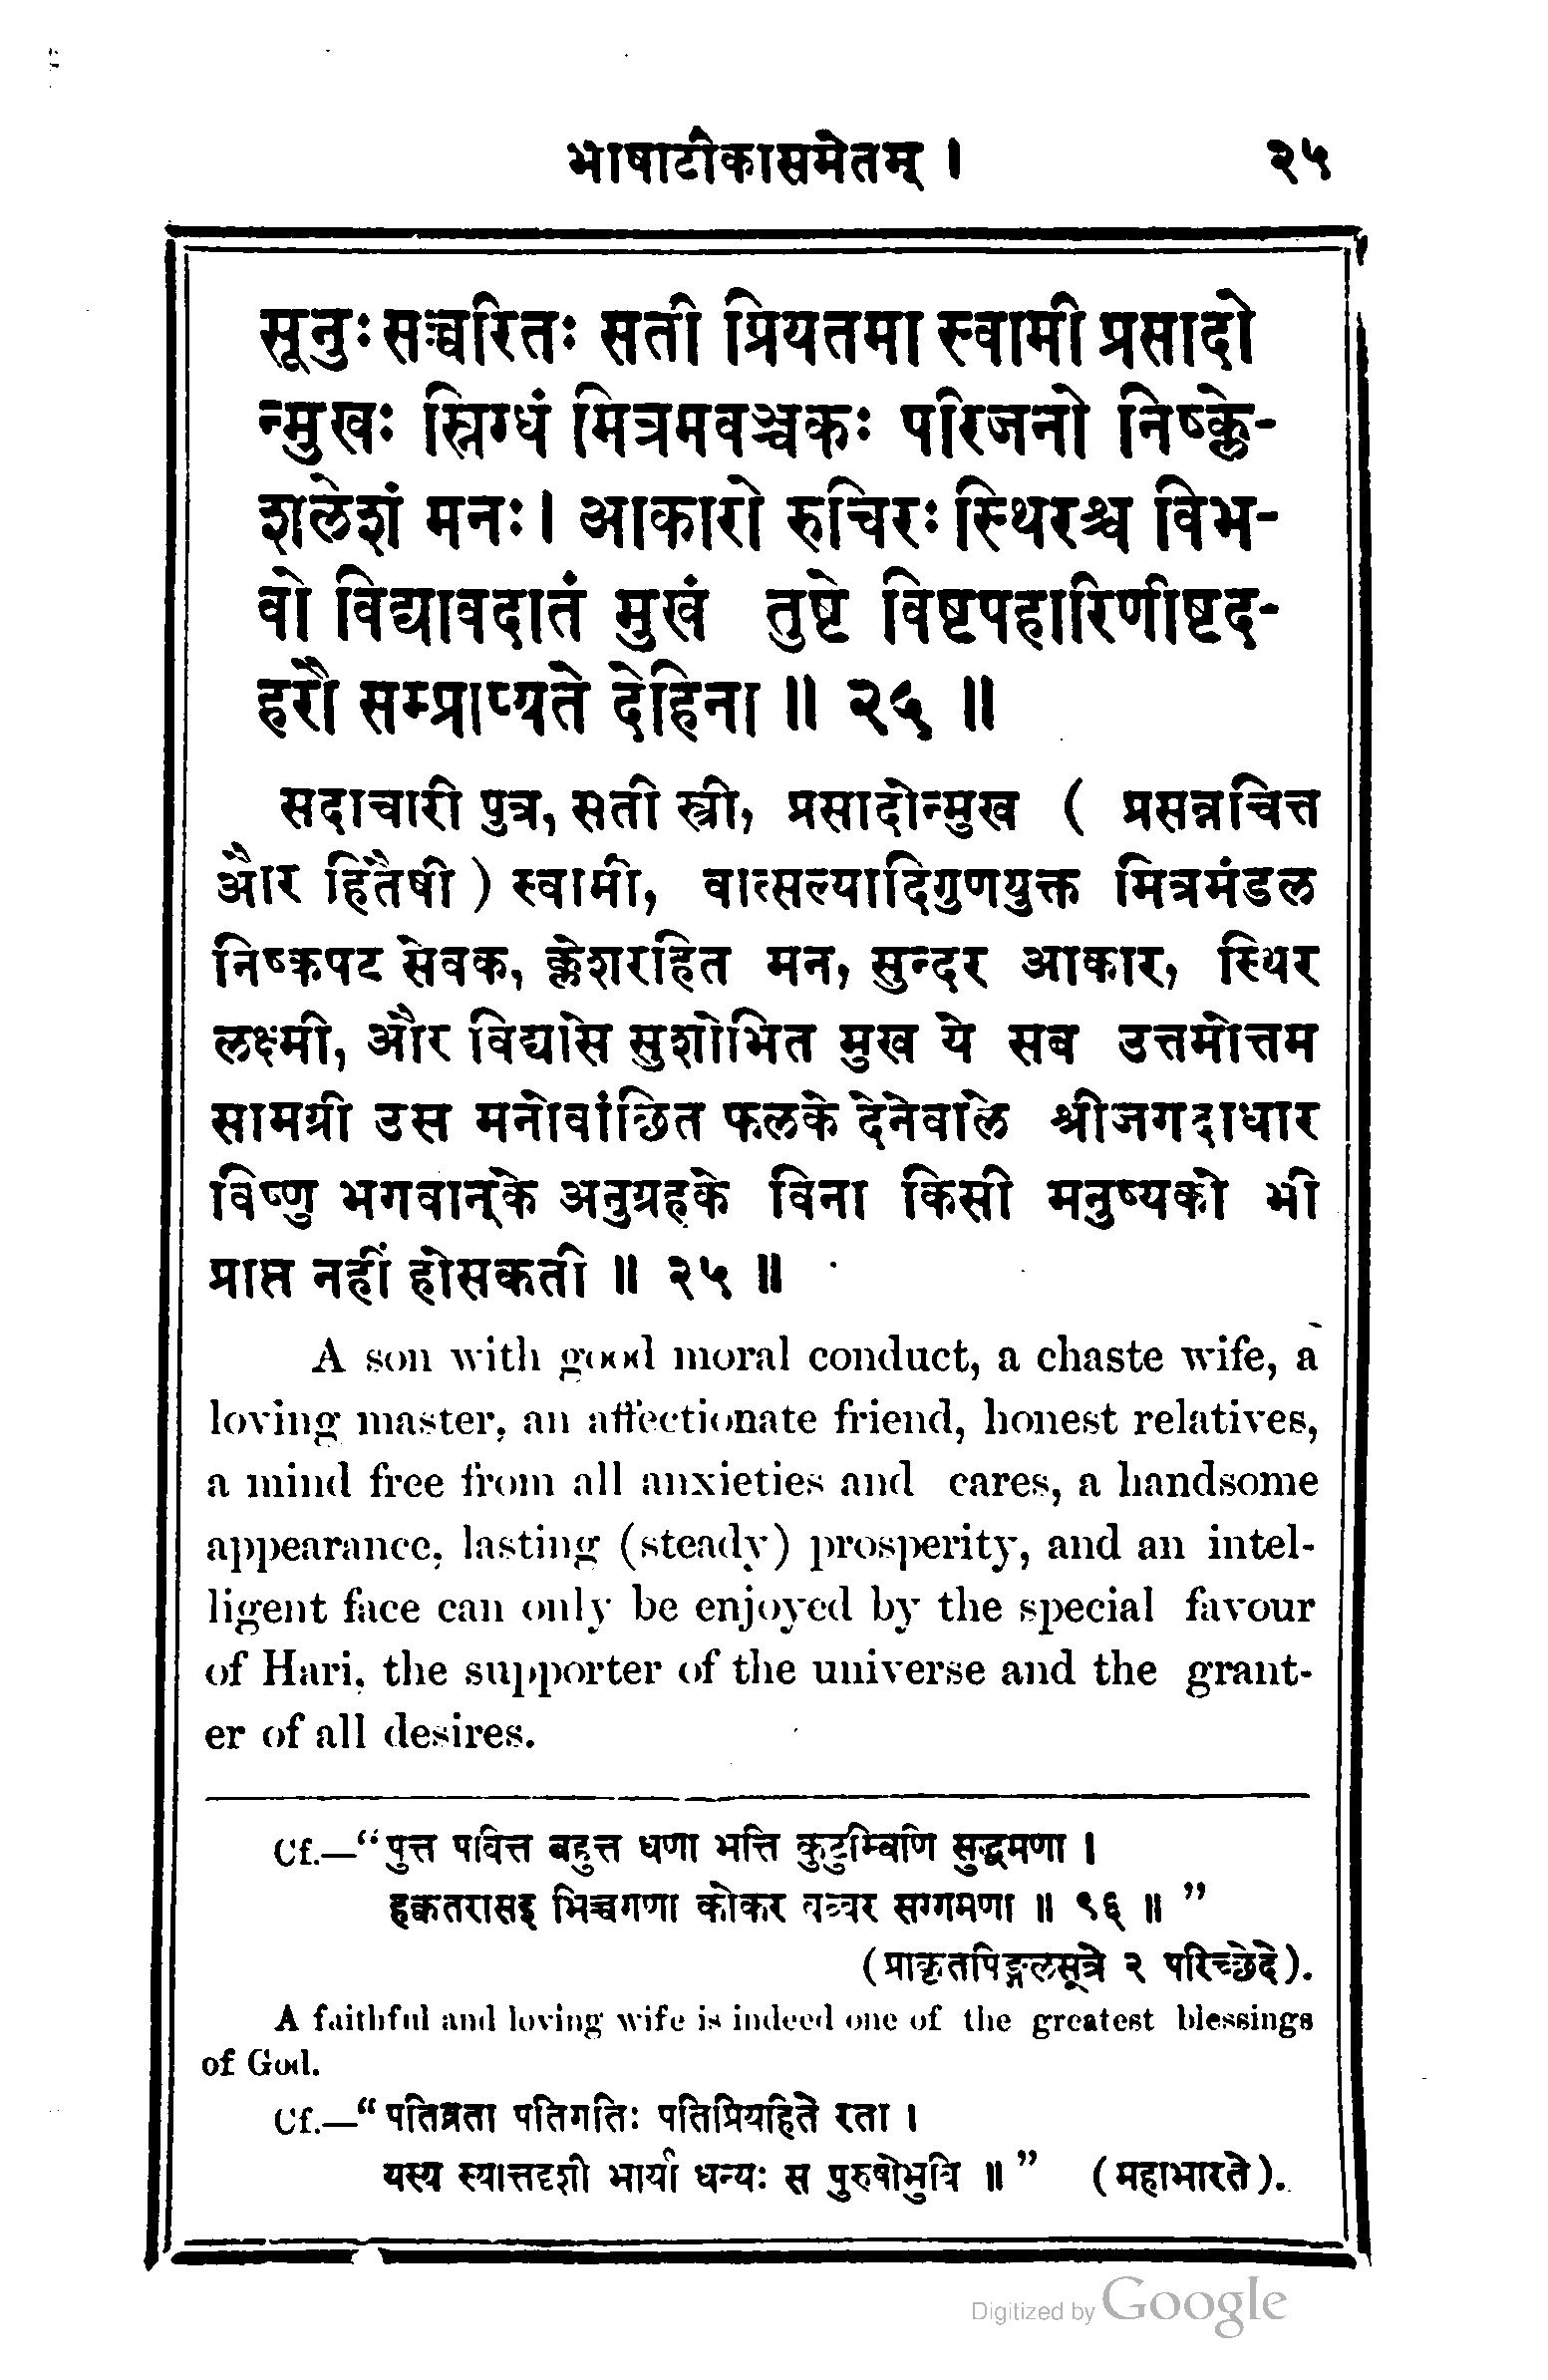 भाषाटीकासमेतम् । २५
सूनुः सच्चरितः सती प्रियतमा स्वामी प्रसादो
न्मुखः स्निग्धं मित्रमवञ्चकः परिजनो निष्क्ले-
शलेशं मनः। आकारो रुचिरः स्थिरश्च विभ-
वो विद्यावदातं मुखं तुष्टे विष्टपहारिणीष्टद-
हरौ सम्प्राप्यते देहिना ॥ २५ ॥
सदाचारी पुत्र, सती स्त्री, प्रसादोन्मुख ( प्रसन्नचित्त
और हितैषी ) स्वामी, वात्सल्यादिगुणयुक्त मित्रमंडल
निष्कपट सेवक, क्लेशरहित मन, सुन्दर आकार, स्थिर
लक्ष्मी, और विद्यासे सुशोभित मुख ये सब उत्तमोत्तम
सामग्री उस मनोवांछित फलके देनेवाले श्रीजगदाधार
विष्णु भगवान्‌के अनुग्रहके विना किसी मनुष्यको भी
प्राप्त नहीं होसकती ॥ २५ ॥
A son with good moral conduct, a chaste wife, a
loving master, an affectionate friend, honest relatives,
a mind free from all anxieties and cares, a handsome
appearance, lasting (steady) prosperity, and an intel-
ligent face can only be enjoyed by the special favour
of Hari, the supporter of the universe and the grant-
er of all desires.
Cf.—“पुत्त पवित्त बहुत्त धणा भत्ति कुटुम्बिणि सुद्धमणा ।
हक्कतरासइ भिच्चगणा कोकर वव्वर सग्गमणा ॥ ९६ ॥ ”
(प्राकृतपिङ्गलसूत्रे २ परिच्छेदे).
A faithful and loving wife is indeed one of the greatest blessings
of God.
Cf.—“पतिव्रता पतिगतिः पतिप्रियहिते रता ।
यस्य स्यात्तदृशी भार्या धन्यः स पुरुषोभुवि ॥ ” (महाभारते).
Digitized by Google